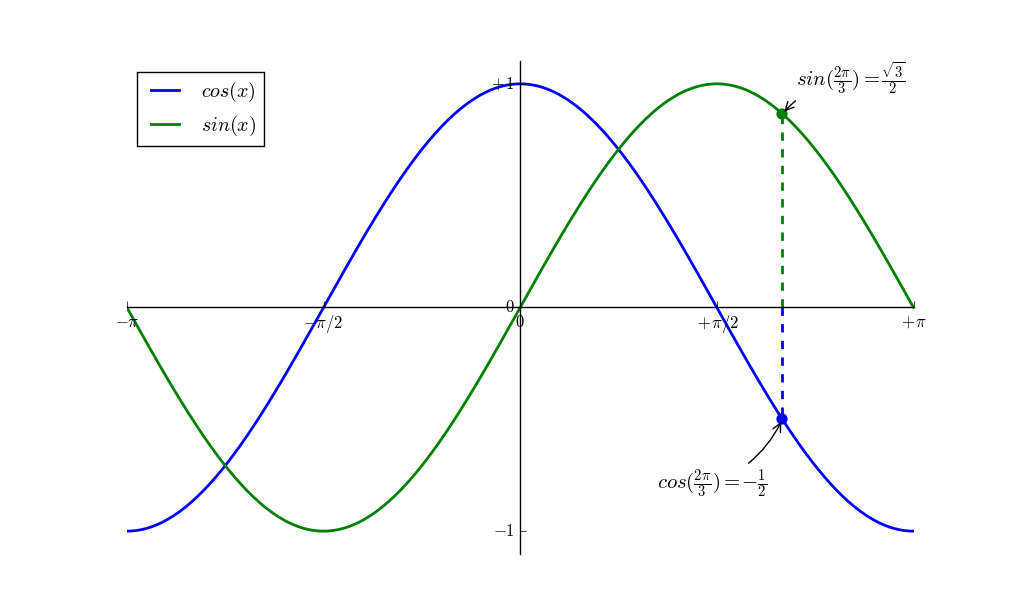 cos(x)
sin(x)
sin(2π/3)=√3/2
+1
0
−π
−π/2
0
+π/2
+π
cos(2π/3)=−1/2
−1